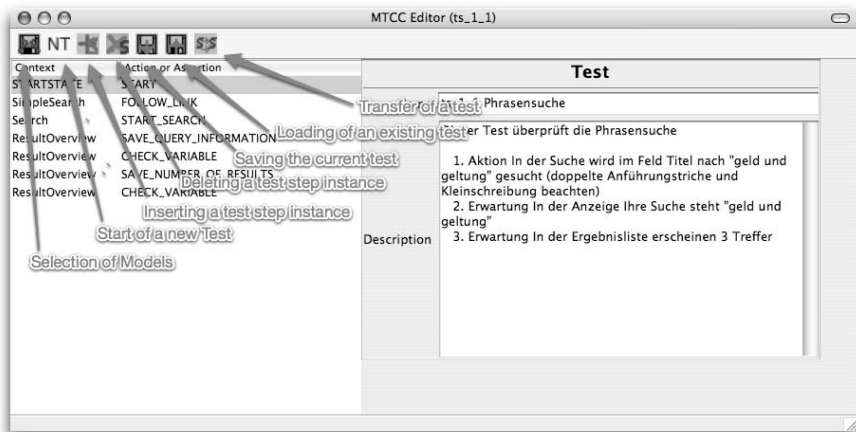 MTCC Editor (ts_1_1)
NT
Context Action or Assertion
STARTSTATE START
SimpleSearch FOLLOW_LINK
Search START_SEARCH
ResultOverview SAVE_QUERY_INFORMATION
ResultOverview CHECK_VARIABLE
ResultOverview SAVE_NUMBER_OF_RESULTS
ResultOverview CHECK_VARIABLE
Transfer of a test
Loading of an existing test
Saving the current test
Deleting a test step instance
Inserting a test step instance
Start of a new Test
Selection of Models
Test
Phrasensuche
Test überprüft die Phrasensuche
1. Aktion In der Suche wird im Feld Titel nach "geld und
geltung" gesucht (doppelte Anführungstriche und
Kleinschreibung beachten)
2. Erwartung In der Anzeige Ihre Suche steht "geld und
geltung"
3. Erwartung In der Ergebnisliste erscheinen 3 Treffer
Description